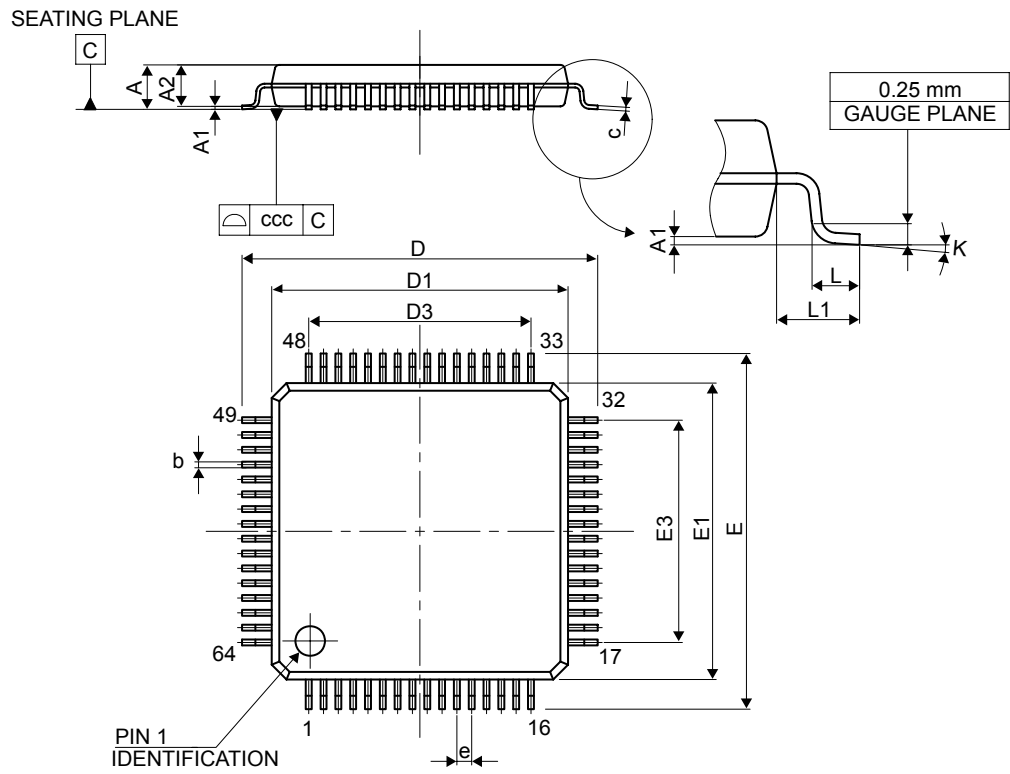 SEATING PLANE
C
A
A2
A1
c
ccc C
0.25 mm
GAUGE PLANE
A1
K
L
L1
D
D1
D3
48
33
49
32
b
E3
E1
E
64
17
1
16
PIN 1
IDENTIFICATION
e